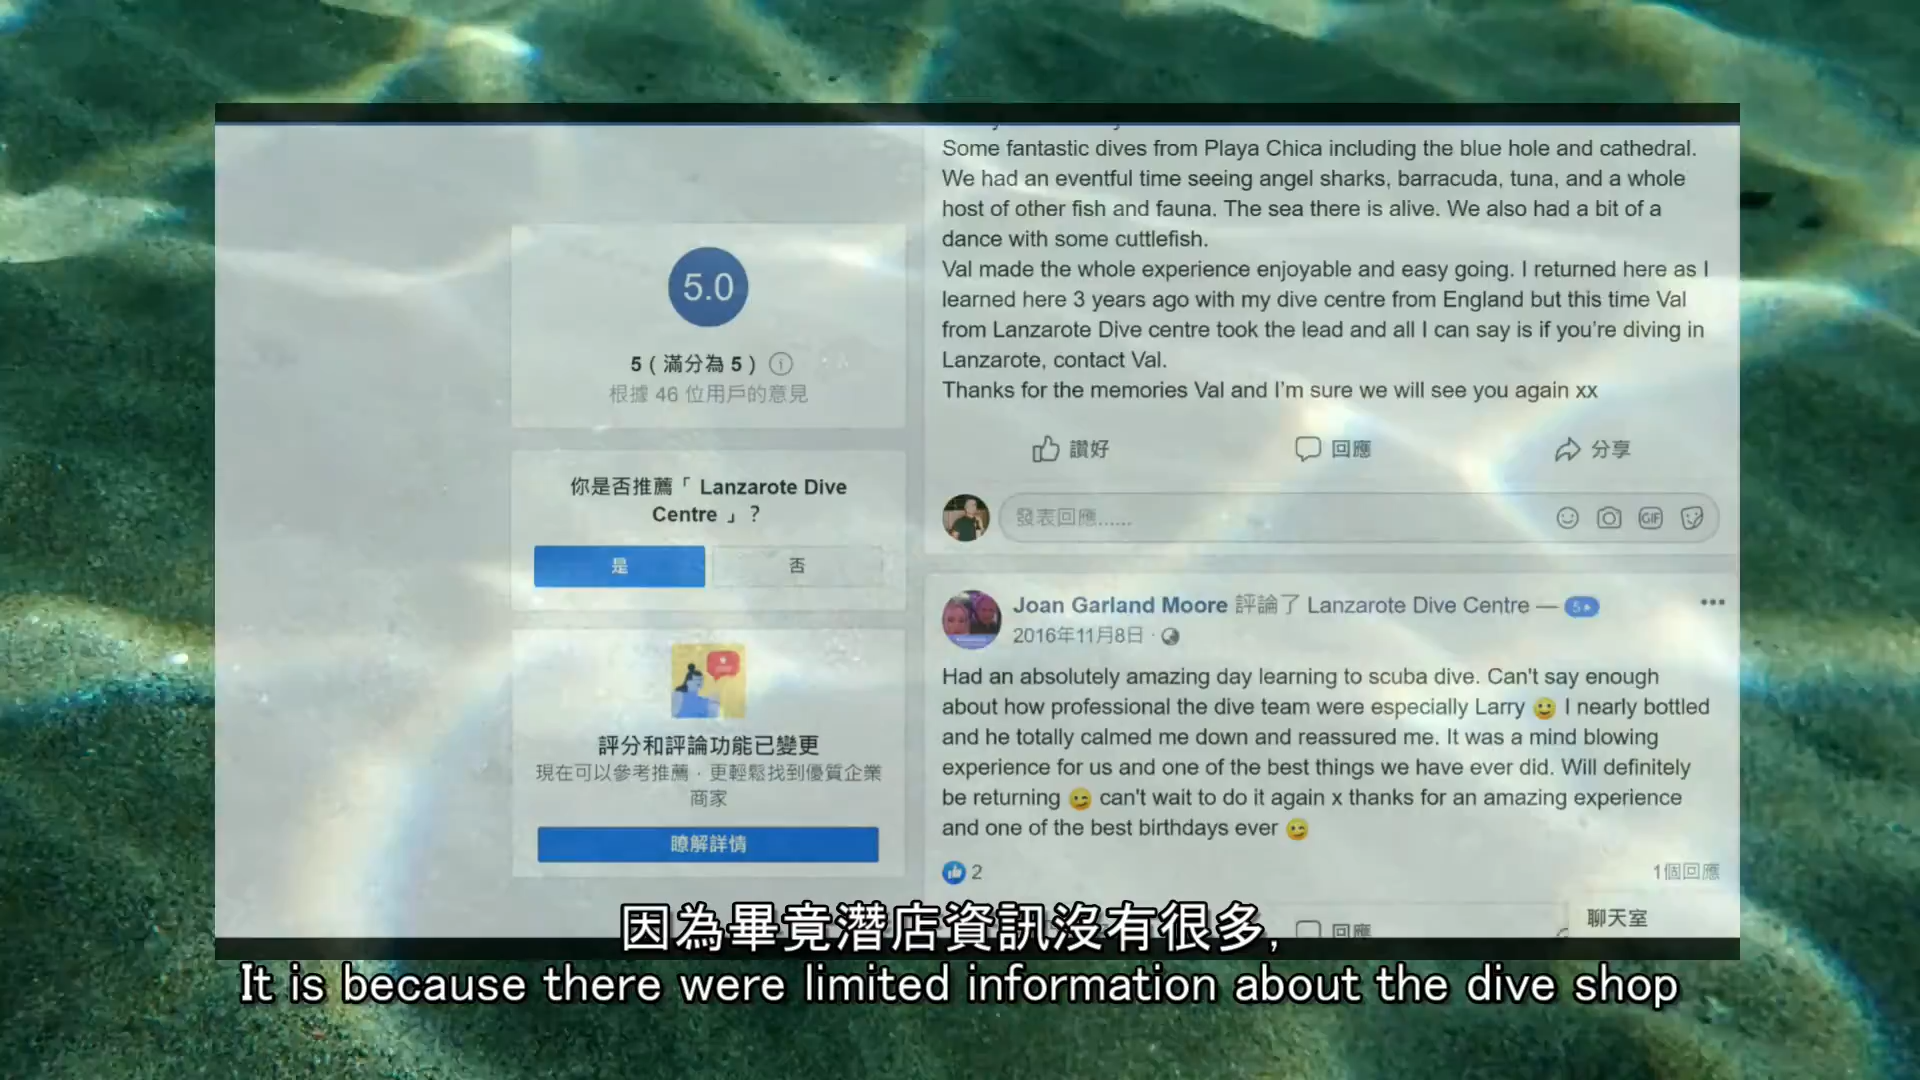 5.0
5 ( 滿分為 5 )
根據 46 位用戶的意見
你是否推薦「 Lanzarote Dive
Centre 」？
是
否
評分和評論功能已變更
現在可以參考推薦，更輕鬆找到優質企業
商家
瞭解詳情
Some fantastic dives from Playa Chica including the blue hole and cathedral.
We had an eventful time seeing angel sharks, barracuda, tuna, and a whole
host of other fish and fauna. The sea there is alive. We also had a bit of a
dance with some cuttlefish.
Val made the whole experience enjoyable and easy going. I returned here as I
learned here 3 years ago with my dive centre from England but this time Val
from Lanzarote Dive centre took the lead and all I can say is if you’re diving in
Lanzarote, contact Val.
Thanks for the memories Val and I’m sure we will see you again xx
讚好
回應
分享
發表回應......
GIF
Joan Garland Moore 評論了 Lanzarote Dive Centre — 5★
2016年11月8日 ·
Had an absolutely amazing day learning to scuba dive. Can't say enough
about how professional the dive team were especially Larry 🙂 I nearly bottled
and he totally calmed me down and reassured me. It was a mind blowing
experience for us and one of the best things we have ever did. Will definitely
be returning 😉 can't wait to do it again x thanks for an amazing experience
and one of the best birthdays ever 😉
2
1個回應
回應
聊天室
因為畢竟潛店資訊沒有很多,
It is because there were limited information about the dive shop